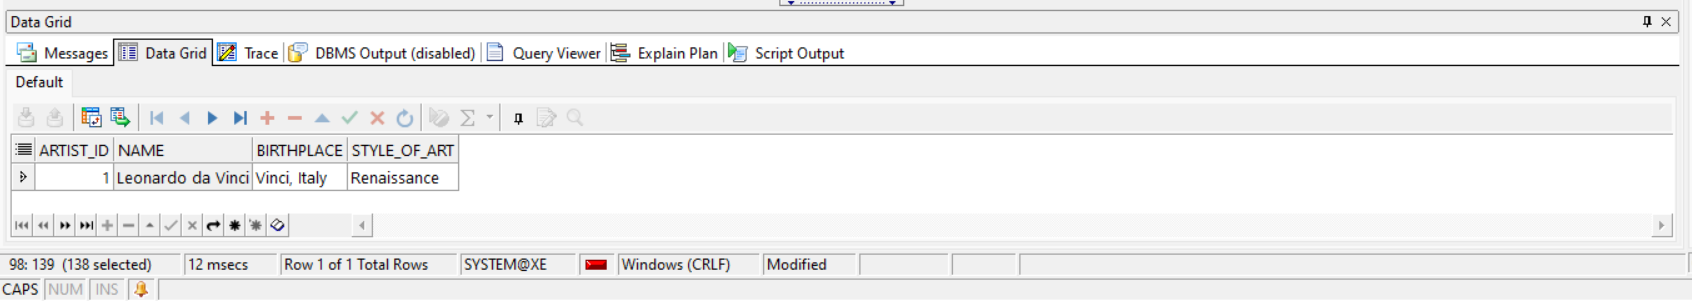 Data Grid
Messages Data Grid Trace DBMS Output (disabled) Query Viewer Explain Plan Script Output
Default
ARTIST_ID NAME BIRTHPLACE STYLE_OF_ART
1 Leonardo da Vinci Vinci, Italy Renaissance
98: 139 (138 selected) 12 msecs Row 1 of 1 Total Rows SYSTEM@XE Windows (CRLF) Modified
CAPS NUM INS